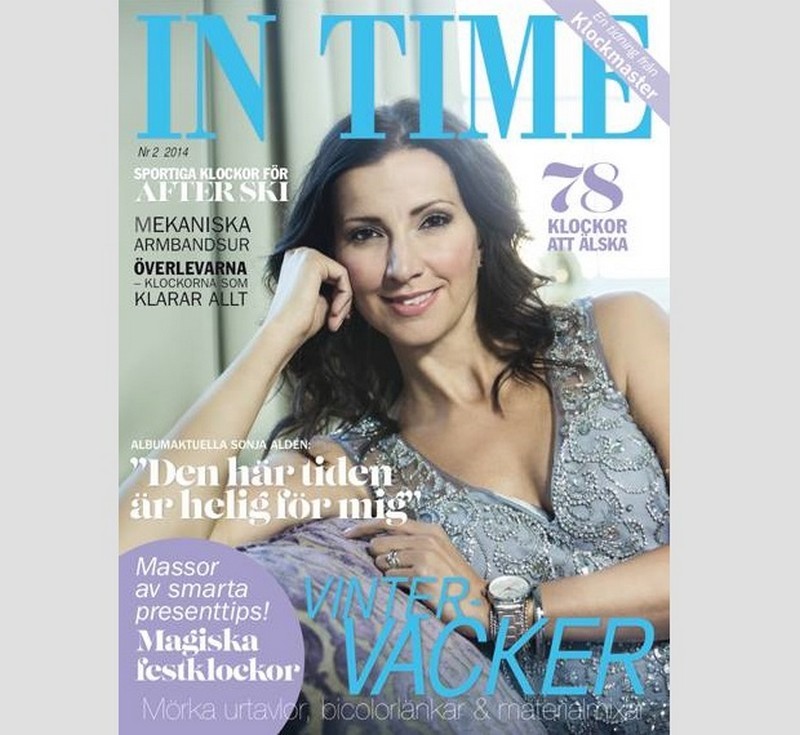 IN TIME
En tidning från
Klockmaster
Nr 2 2014
SPORTIGA KLOCKOR FÖR
AFTER SKI
MEKANISKA
ARMBANDSUR
ÖVERLEVARNA
– KLOCKORNA SOM
KLARAR ALLT
78
KLOCKOR
ATT ÄLSKA
ALBUMAKTUELLA SONJA ALDÉN:
”Den här tiden
är helig för mig”
Massor
av smarta
presenttips!
Magiska
festklockor
VINTER-
VACKER
Mörka urtavlor, bicolorlänkar & materialmixar